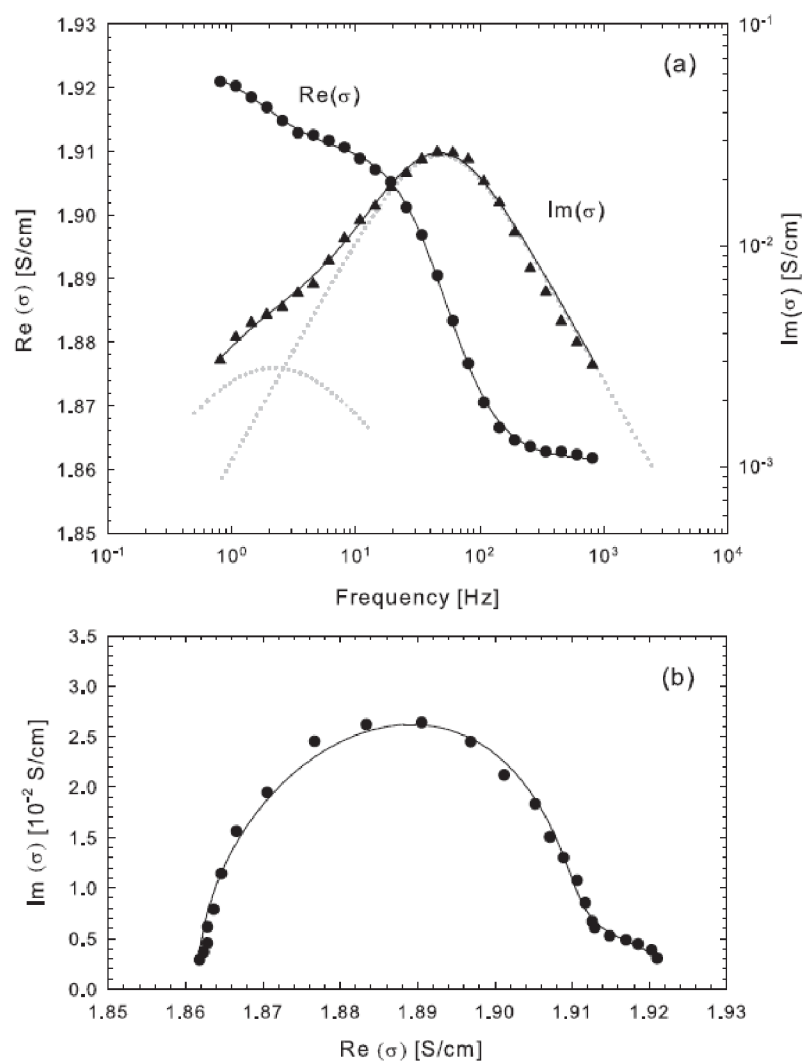 1.93
1.92
1.91
1.90
1.89
1.88
1.87
1.86
1.85
Re (σ) [S/cm]
10⁻¹
10⁻²
10⁻³
Im(σ) [S/cm]
(a)
Re(σ)
Im(σ)
10⁻¹ 10⁰ 10¹ 10² 10³ 10⁴
Frequency [Hz]
3.5
3.0
2.5
2.0
1.5
1.0
0.5
0.0
Im (σ) [10⁻² S/cm]
(b)
1.85 1.86 1.87 1.88 1.89 1.90 1.91 1.92 1.93
Re (σ) [S/cm]